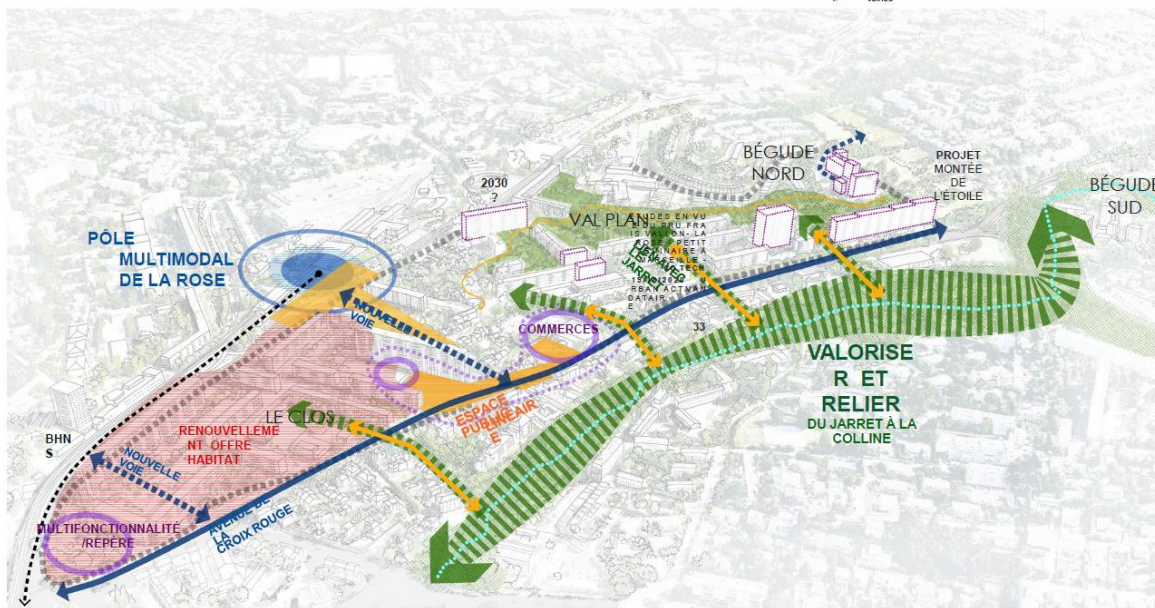 BÉGUDE
NORD
PROJET
MONTÉE
DE
L'ÉTOILE
BÉGUDE
SUD
2030
?
VAL PLAN
PÔLE
MULTIMODAL
DE LA ROSE
NOUVELLE
VOIE
COMMERCES
33
VALORISE
R ET
RELIER
DU JARRET À LA
COLLINE
LE CLOS
ESPACE
RENOUVELLEME
NT OFFRE
HABITAT
BHN
S
NOUVELLE
VOIE
MULTIFONCTIONNALITÉ
/REPÈRE
AVENUE DE
LA
CROIX ROUGE